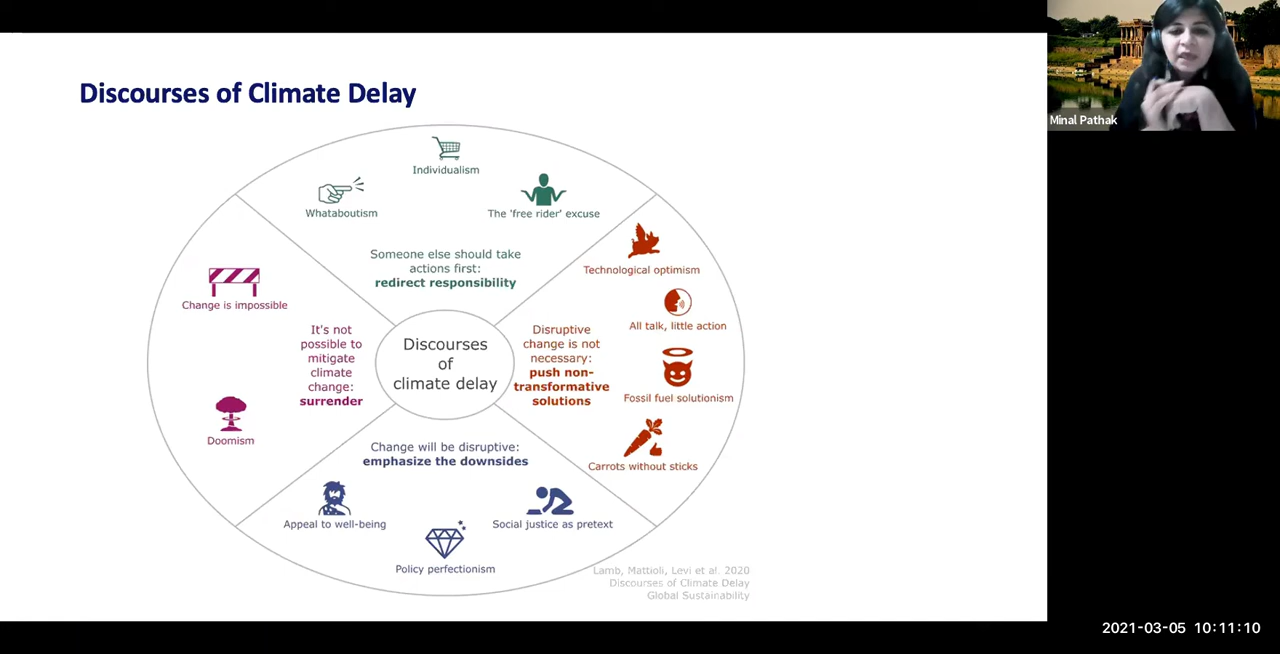 Discourses of Climate Delay
Minal Pathak
Individualism
Whataboutism
The 'free rider' excuse
Someone else should take
actions first:
redirect responsibility
Technological optimism
All talk, little action
Disruptive
change is not
necessary:
push non-
transformative
solutions
Fossil fuel solutionism
Carrots without sticks
Change is impossible
It's not
possible to
mitigate
climate
change:
surrender
Doomism
Discourses
of
climate delay
Change will be disruptive:
emphasize the downsides
Appeal to well-being
Social justice as pretext
Policy perfectionism
Lamb, Mattioli, Levi et al. 2020
Discourses of Climate Delay
Global Sustainability
2021-03-05 10:11:10